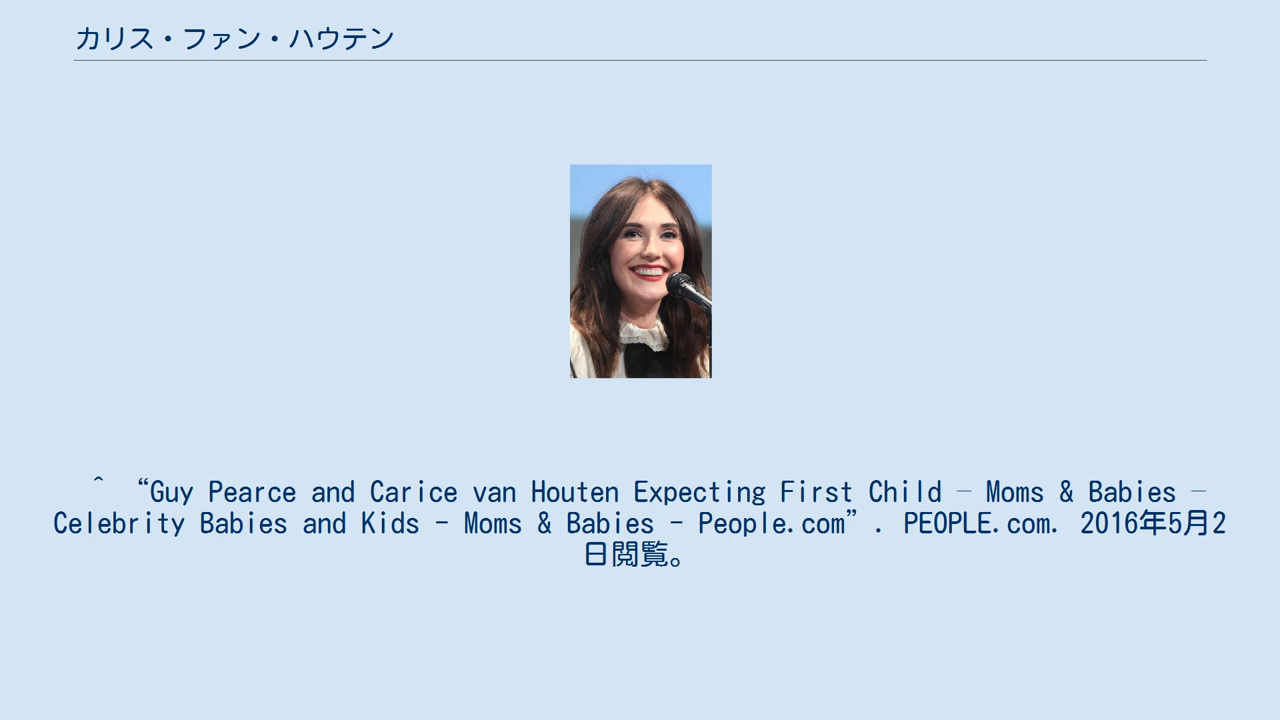 カリス・ファン・ハウテン
^ “Guy Pearce and Carice van Houten Expecting First Child – Moms & Babies –
Celebrity Babies and Kids - Moms & Babies - People.com”. PEOPLE.com. 2016年5月2
日閲覧。